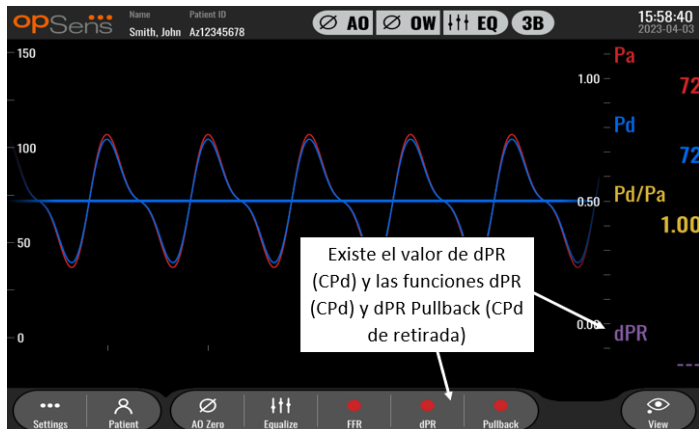 opSens
Name
Patient ID
Smith, John
Az12345678
AO
OW
EQ
3B
15:58:40
2023-04-03
150
100
50
0
1.00
0.50
0.00
Pa
72
Pd
72
Pd/Pa
1.00
dPR
---
Existe el valor de dPR
(CPd) y las funciones dPR
(CPd) y dPR Pullback (CPd
de retirada)
Settings
Patient
AO Zero
Equalize
FFR
dPR
Pullback
View